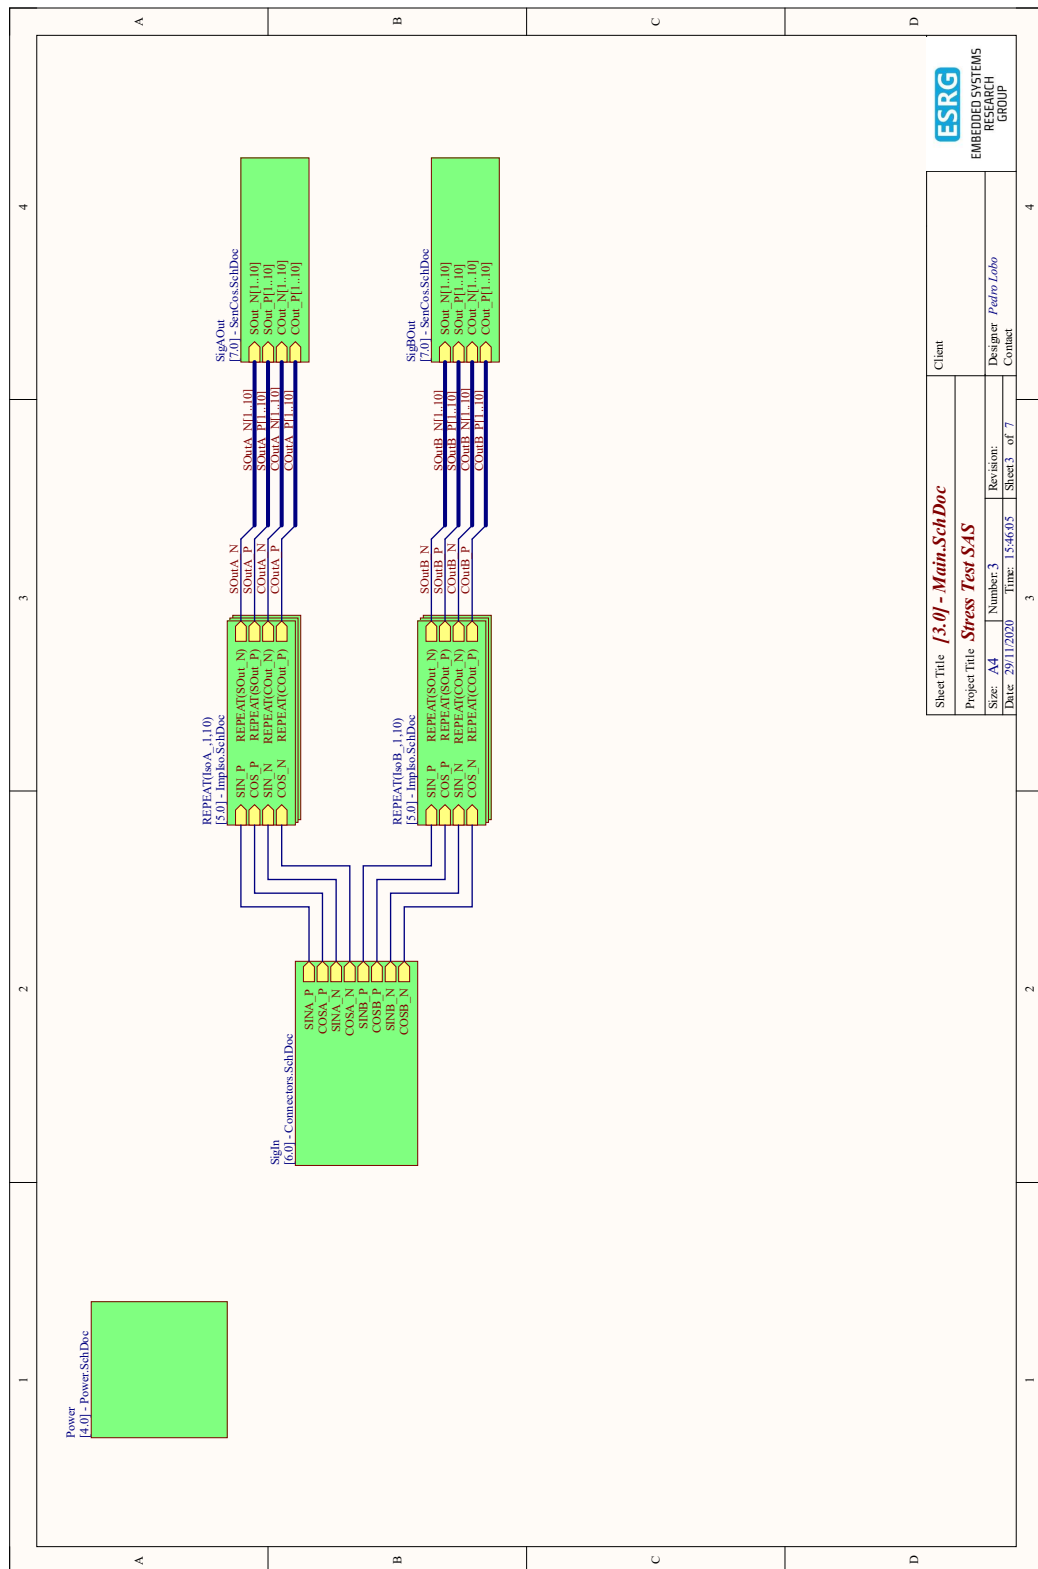 1
2
3
4
A
B
C
D
Power
[4.0] - Power.SchDoc
SigIn
[6.0] - Connectors.SchDoc
SINA_P
COSA_P
SINA_N
COSA_N
SINB_P
COSB_P
SINB_N
COSB_N
REPEAT(IsoA_,1,10)
[5.0] - ImpIso.SchDoc
SIN_P REPEAT(SOut_N)
COS_P REPEAT(SOut_P)
SIN_N REPEAT(COut_N)
COS_N REPEAT(COut_P)
SOutA_N
SOutA_P
COutA_N
COutA_P
SOutA_N[1..10]
SOutA_P[1..10]
COutA_N[1..10]
COutA_P[1..10]
SigAOut
[7.0] - SenCos.SchDoc
SOut_N[1..10]
SOut_P[1..10]
COut_N[1..10]
COut_P[1..10]
REPEAT(IsoB_,1,10)
[5.0] - ImpIso.SchDoc
SIN_P REPEAT(SOut_N)
COS_P REPEAT(SOut_P)
SIN_N REPEAT(COut_N)
COS_N REPEAT(COut_P)
SOutB_N
SOutB_P
COutB_N
COutB_P
SOutB_N[1..10]
SOutB_P[1..10]
COutB_N[1..10]
COutB_P[1..10]
SigBOut
[7.0] - SenCos.SchDoc
SOut_N[1..10]
SOut_P[1..10]
COut_N[1..10]
COut_P[1..10]
Sheet Title [3.0] - Main.SchDoc
Client
Project Title Stress Test SAS
Size: A4 Number: 3 Revision:
Designer Pedro Lobo
Date: 29/11/2020 Time: 15:46:05 Sheet 3 of 7
Contact
ESRG
EMBEDDED SYSTEMS
RESEARCH
GROUP
1
2
3
4
A
B
C
D